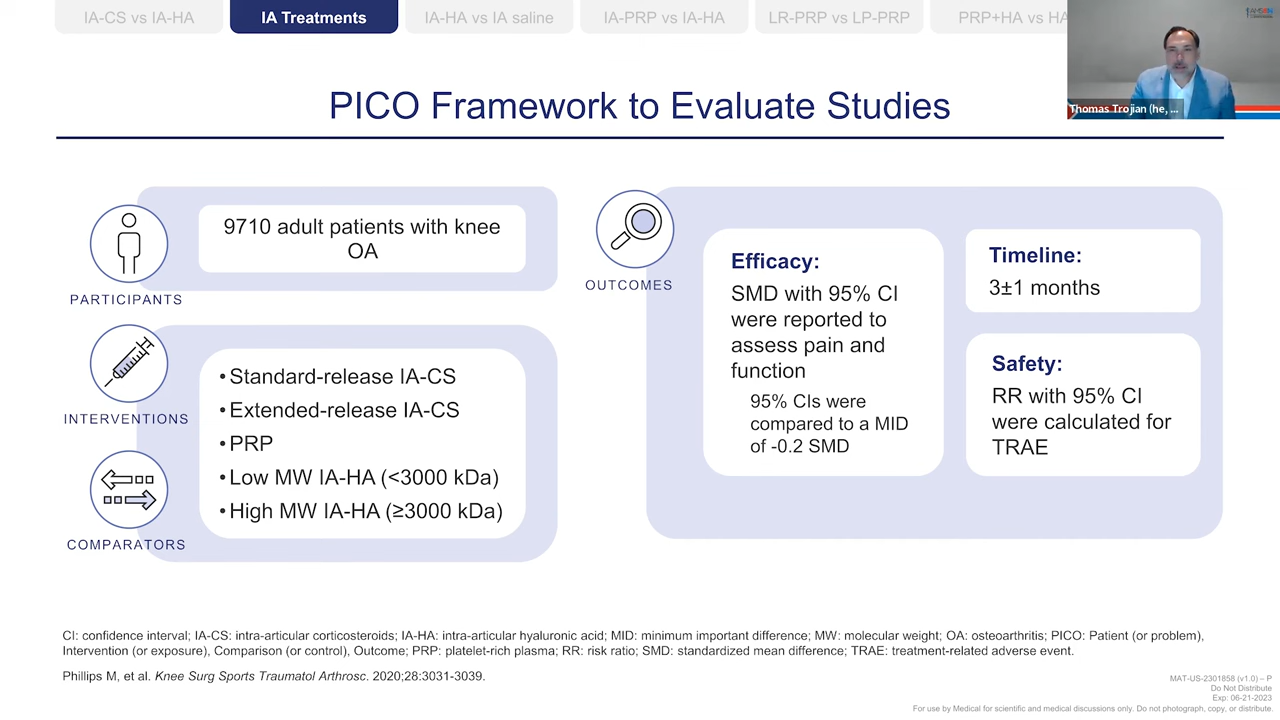 IA-CS vs IA-HA
IA Treatments
IA-HA vs IA saline
IA-PRP vs IA-HA
LR-PRP vs LP-PRP
PRP+HA vs HA
Thomas Trojian (he, ...
PICO Framework to Evaluate Studies
9710 adult patients with knee
OA
PARTICIPANTS
INTERVENTIONS
COMPARATORS
• Standard-release IA-CS
• Extended-release IA-CS
• PRP
• Low MW IA-HA (<3000 kDa)
• High MW IA-HA (≥3000 kDa)
OUTCOMES
Efficacy:
SMD with 95% CI
were reported to
assess pain and
function
95% CIs were
compared to a MID
of -0.2 SMD
Timeline:
3±1 months
Safety:
RR with 95% CI
were calculated for
TRAE
CI: confidence interval; IA-CS: intra-articular corticosteroids; IA-HA: intra-articular hyaluronic acid; MID: minimum important difference; MW: molecular weight; OA: osteoarthritis; PICO: Patient (or problem),
Intervention (or exposure), Comparison (or control), Outcome; PRP: platelet-rich plasma; RR: risk ratio; SMD: standardized mean difference; TRAE: treatment-related adverse event.
Phillips M, et al. Knee Surg Sports Traumatol Arthrosc. 2020;28:3031-3039.
MAT-US-2301858 (v1.0) – P
Do Not Distribute
Exp: 06-21-2023
For use by Medical for scientific and medical discussions only. Do not photograph, copy, or distribute.